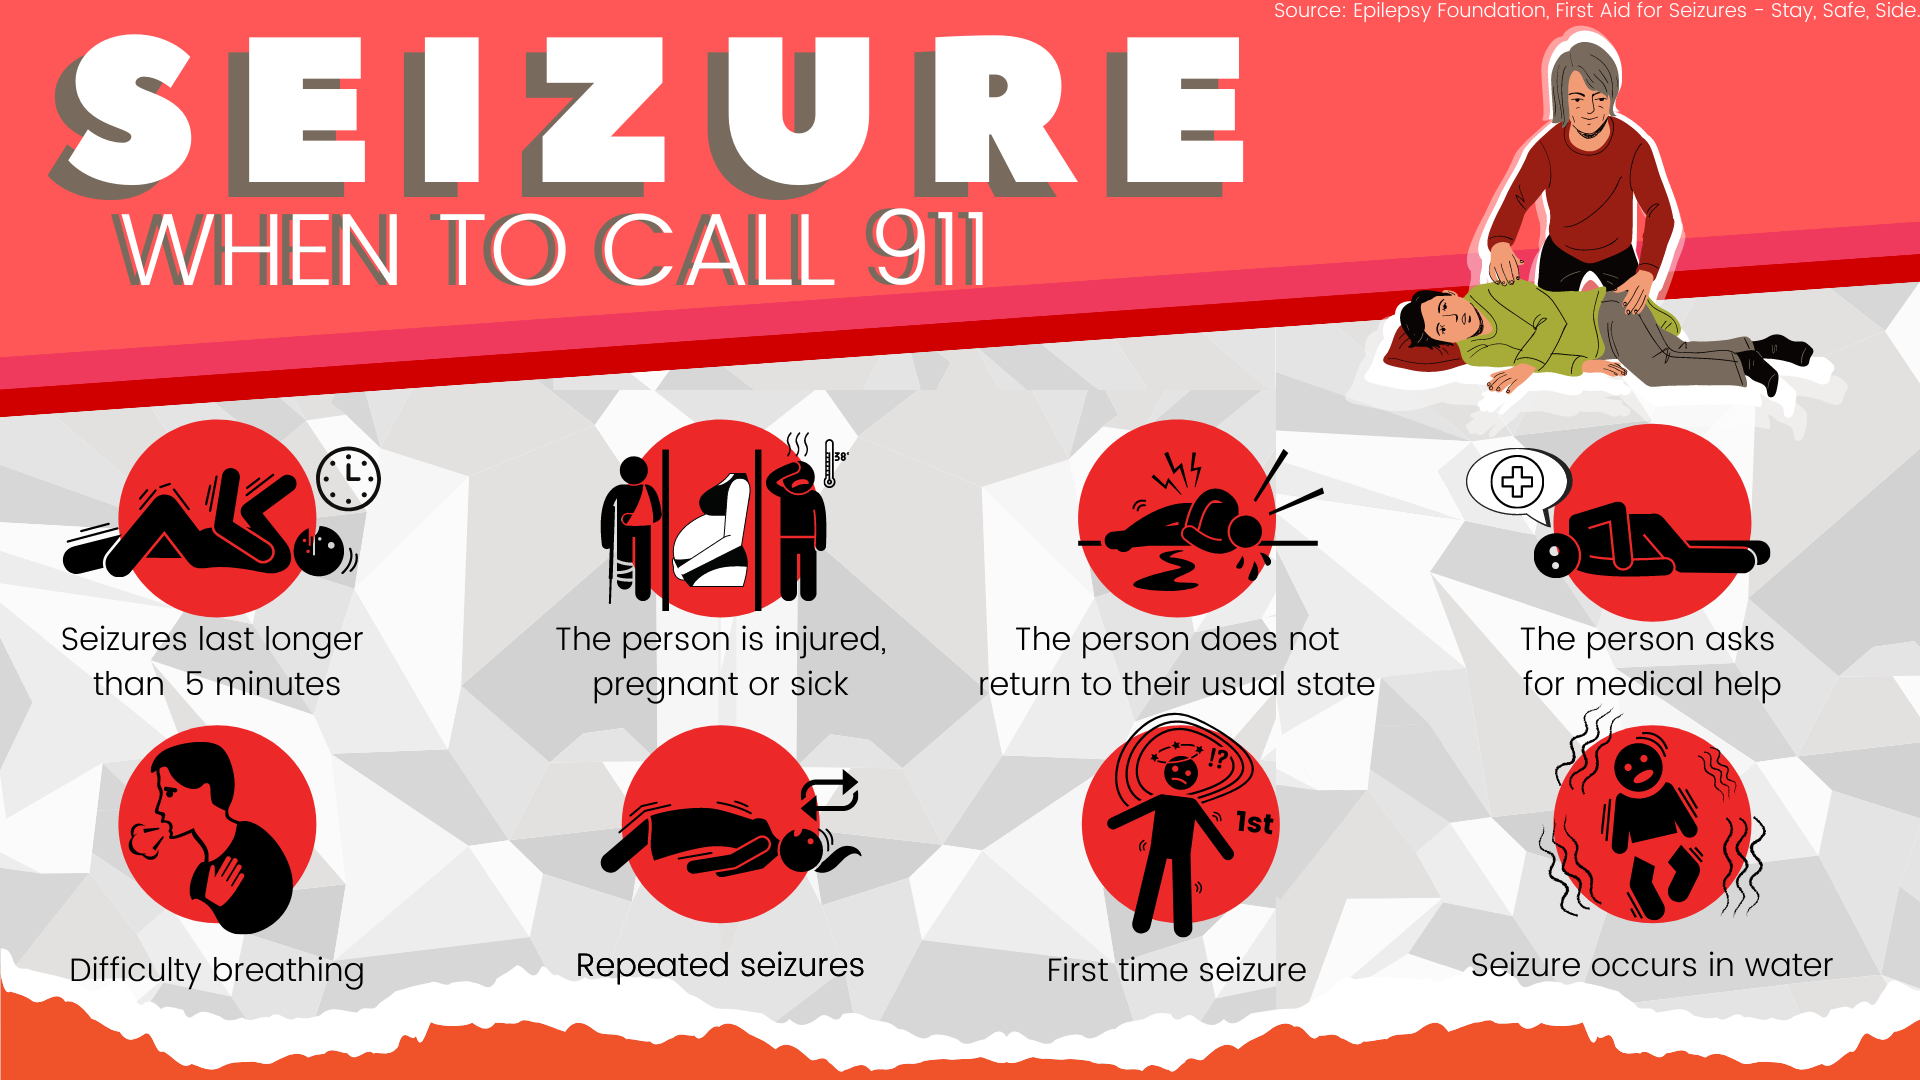 Source: Epilepsy Foundation, First Aid for Seizures - Stay, Safe, Side.
SEIZURE
WHEN TO CALL 911
38°
Seizures last longer
than 5 minutes
The person is injured,
pregnant or sick
The person does not
return to their usual state
The person asks
for medical help
!?
1st
Difficulty breathing
Repeated seizures
First time seizure
Seizure occurs in water